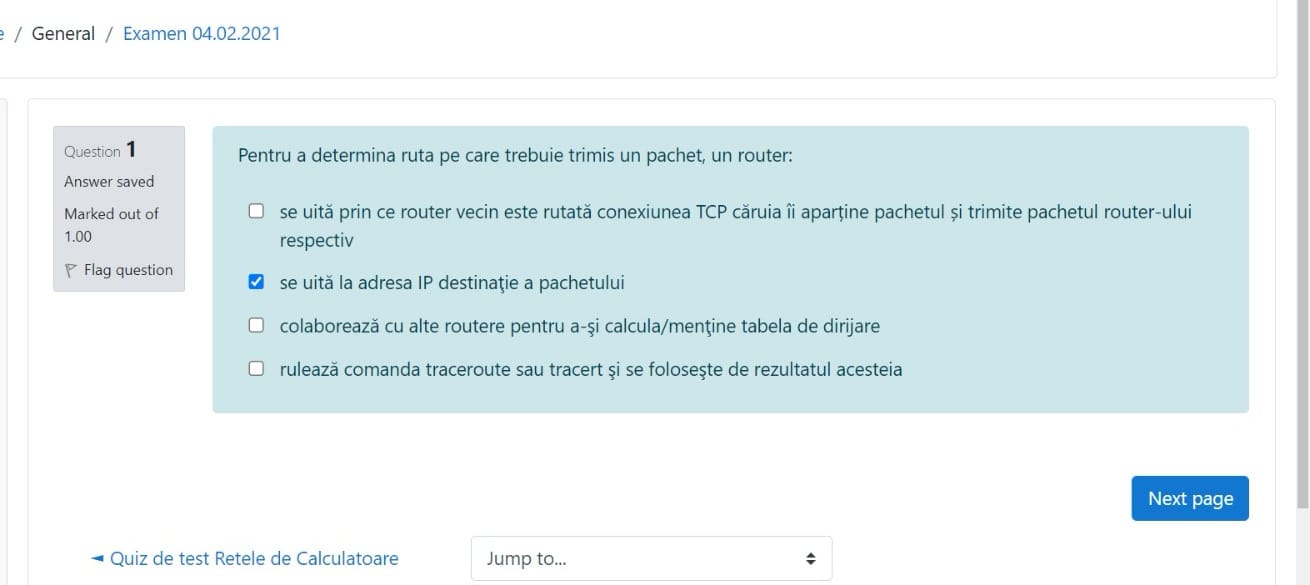 / General / Examen 04.02.2021
Question 1
Answer saved
Marked out of
1.00
Flag question
Pentru a determina ruta pe care trebuie trimis un pachet, un router:
se uită prin ce router vecin este rutată conexiunea TCP căruia îi aparține pachetul și trimite pachetul router-ului
respectiv
se uită la adresa IP destinaţie a pachetului
colaborează cu alte routere pentru a-şi calcula/menţine tabela de dirijare
rulează comanda traceroute sau tracert şi se foloseşte de rezultatul acesteia
Next page
◄ Quiz de test Retele de Calculatoare
Jump to...